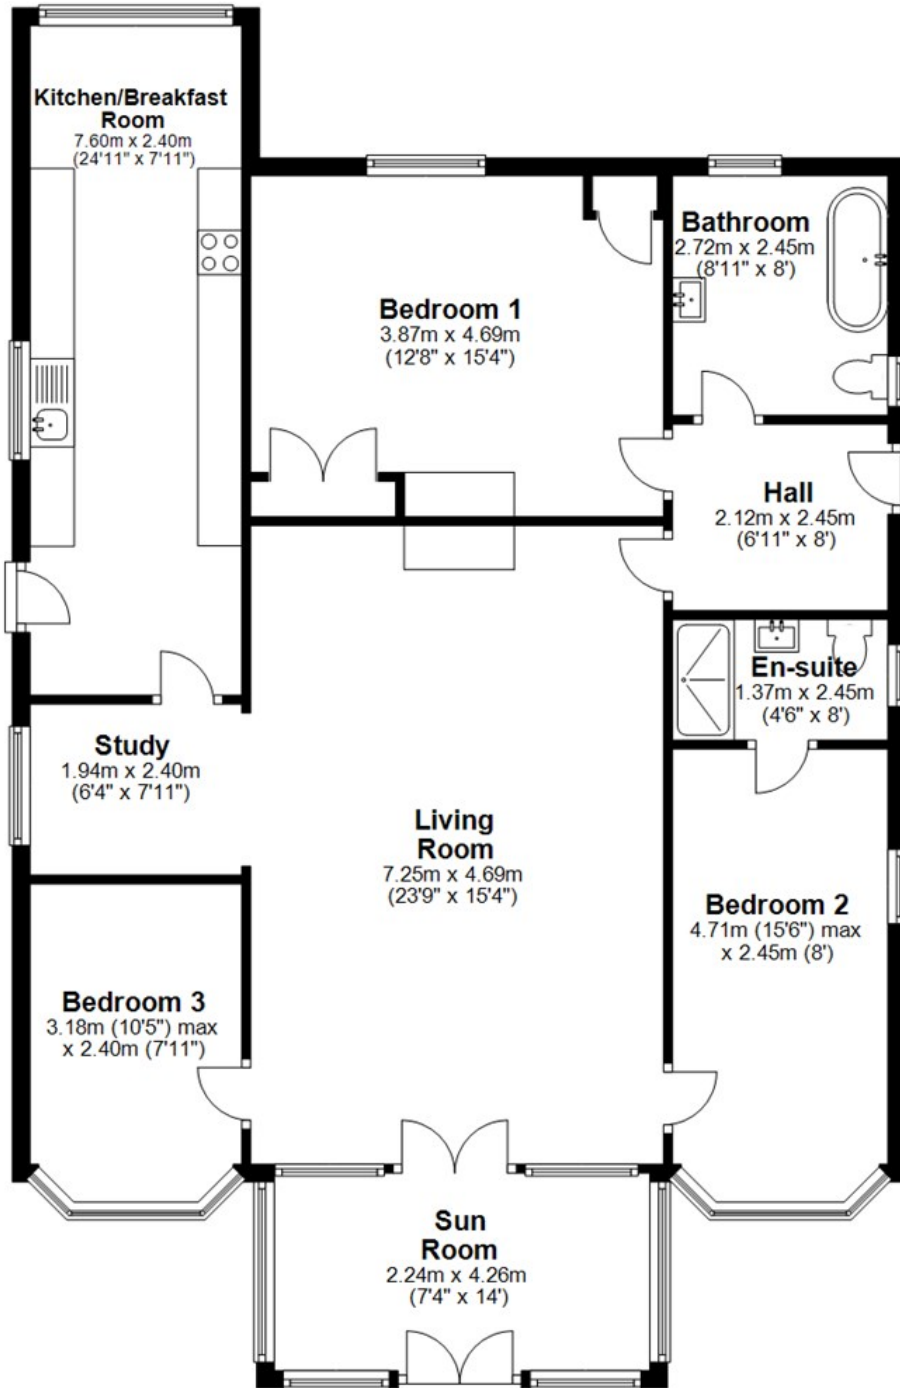 Kitchen/Breakfast
Room
7.60m x 2.40m
(24'11" x 7'11")
Bathroom
2.72m x 2.45m
(8'11" x 8')
Bedroom 1
3.87m x 4.69m
(12'8" x 15'4")
Hall
2.12m x 2.45m
(6'11" x 8')
En-suite
1.37m x 2.45m
(4'6" x 8')
Study
1.94m x 2.40m
(6'4" x 7'11")
Living
Room
7.25m x 4.69m
(23'9" x 15'4")
Bedroom 2
4.71m (15'6") max
x 2.45m (8')
Bedroom 3
3.18m (10'5") max
x 2.40m (7'11")
Sun
Room
2.24m x 4.26m
(7'4" x 14')